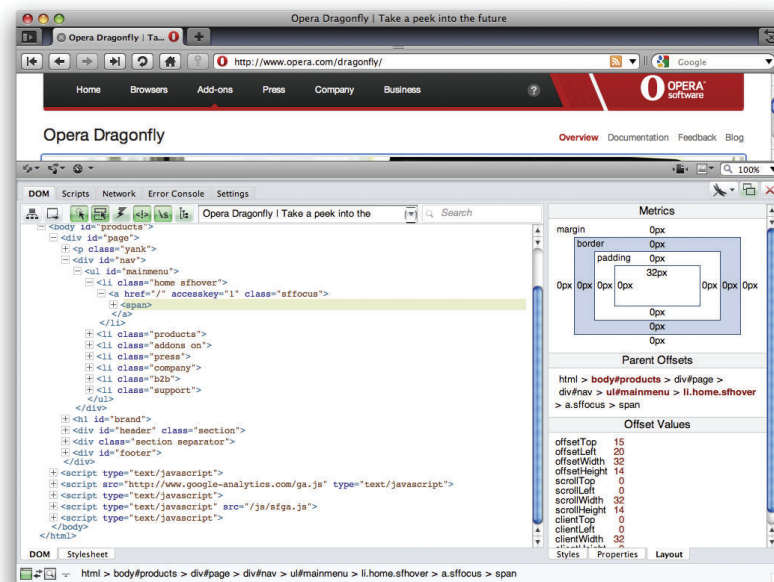 Opera Dragonfly | Take a peek into the future
Opera Dragonfly | Ta...
http://www.opera.com/dragonfly/
Google
Home Browsers Add-ons Press Company Business ?
OPERA
software
Opera Dragonfly
Overview Documentation Feedback Blog
100%
DOM Scripts Network Error Console Settings
Opera Dragonfly | Take a peek into the
Search
<body id="products">
<div id="page">
<p class="yank">
<div id="nav">
<ul id="mainmenu">
<li class="home sfhover">
<a href="/" accesskey="1" class="sffocus">
<span>
</a>
</li>
<li class="products">
<li class="addons on">
<li class="press">
<li class="company">
<li class="b2b">
<li class="support">
</ul>
</div>
<h1 id="brand">
<div id="header" class="section">
<div class="section separator">
<div id="footer">
</div>
<script type="text/javascript">
<script src="http://www.google-analytics.com/ga.js" type="text/javascript">
<script type="text/javascript">
<script type="text/javascript" src="/js/sfga.js">
<script type="text/javascript">
</body>
</html>
DOM Stylesheet
Metrics
margin 0px
border 0px
padding 0px
32px
0px 0px 0px 0px 0px 0px 0px
0px
0px
0px
Parent Offsets
html > body#products > div#page >
div#nav > ul#mainmenu > li.home.sfhover
> a.sffocus > span
Offset Values
offsetTop 15
offsetLeft 20
offsetWidth 32
offsetHeight 14
scrollTop 0
scrollLeft 0
scrollWidth 32
scrollHeight 14
clientTop 0
clientLeft 0
clientWidth 32
Styles Properties Layout
html > body#products > div#page > div#nav > ul#mainmenu > li.home.sfhover > a.sffocus > span